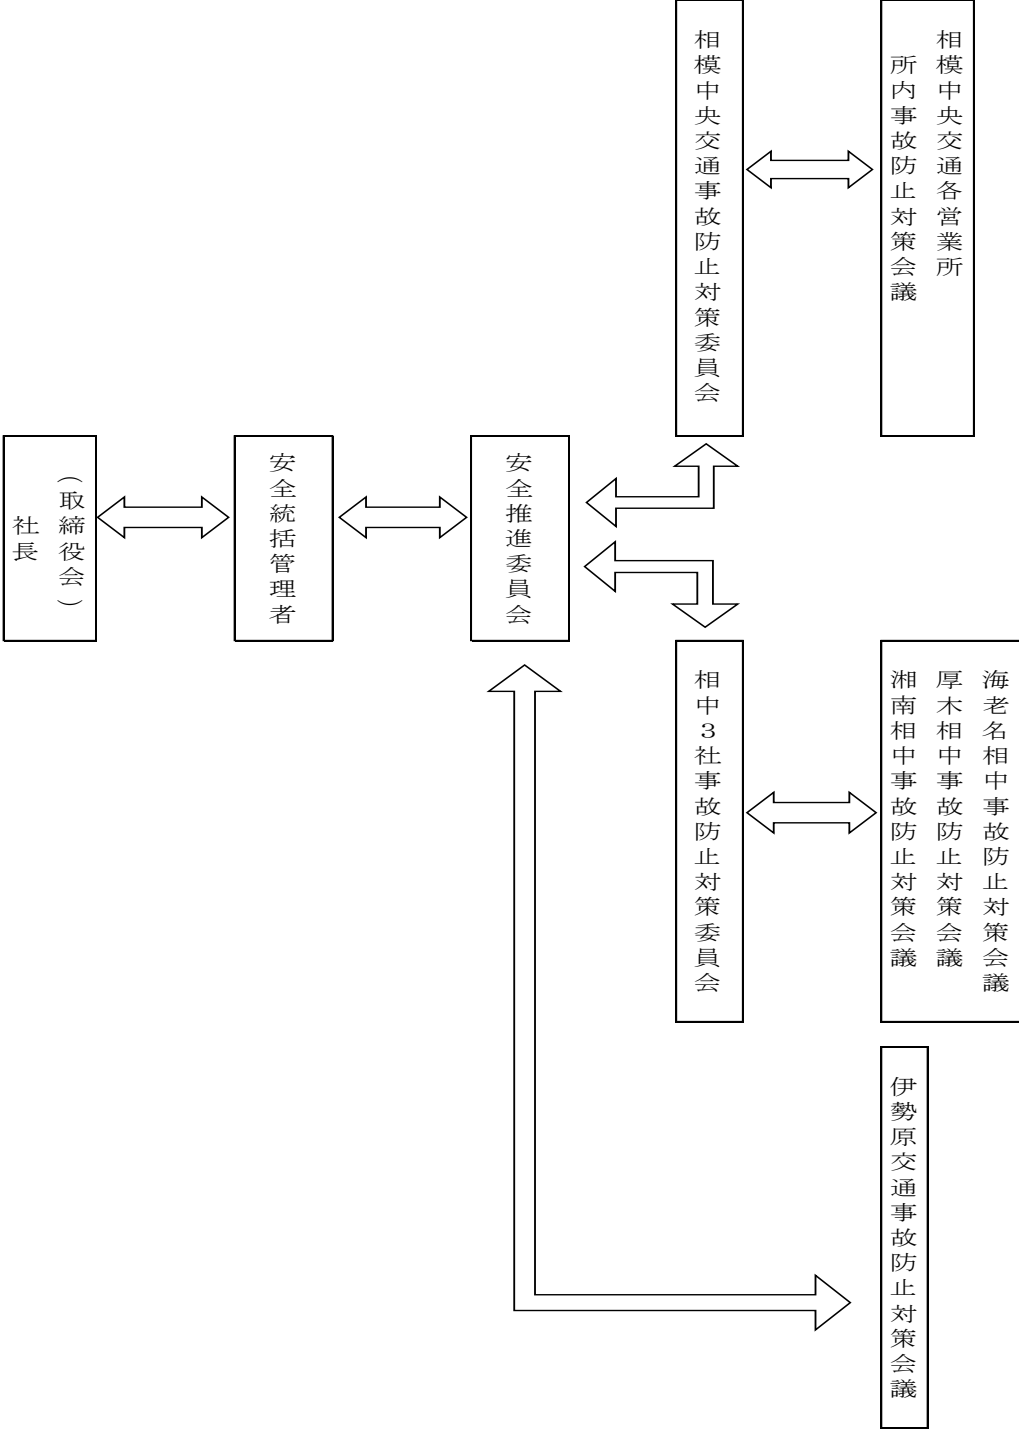 相模中央交通各営業所
所内事故防止対策会議
相模中央交通事故防止対策委員会
（取締役会）
社長
安全統括管理者
安全推進委員会
相中３社事故防止対策委員会
海老名相中事故防止対策会議
厚木相中事故防止対策会議
湘南相中事故防止対策会議
伊勢原交通事故防止対策会議